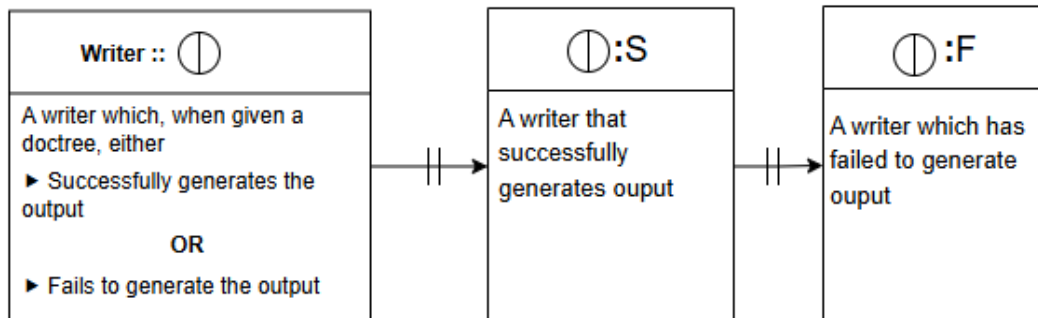 Writer ::
A writer which, when given a
doctree, either
▶ Successfully generates the
output
OR
▶ Fails to generate the output
:S
A writer that
successfully
generates ouput
:F
A writer which has
failed to generate
ouput